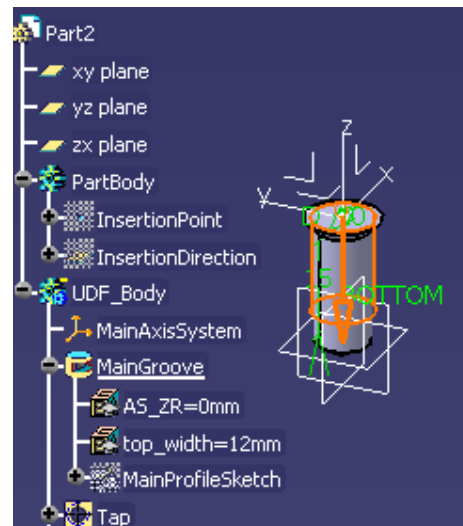 Part2
xy plane
yz plane
zx plane
PartBody
InsertionPoint
InsertionDirection
UDF_Body
MainAxisSystem
MainGroove
AS_ZR=0mm
top_width=12mm
MainProfileSketch
Tap
z
x
y
15